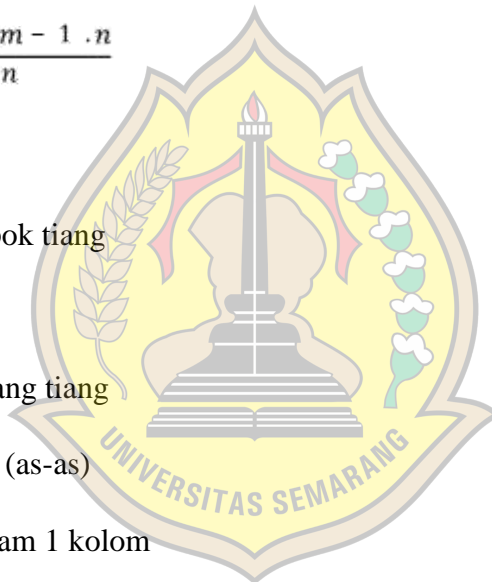 m – 1 .n
n
ok tiang
ang tiang
(as-as)
am 1 kolom
UNIVERSITAS SEMARANG